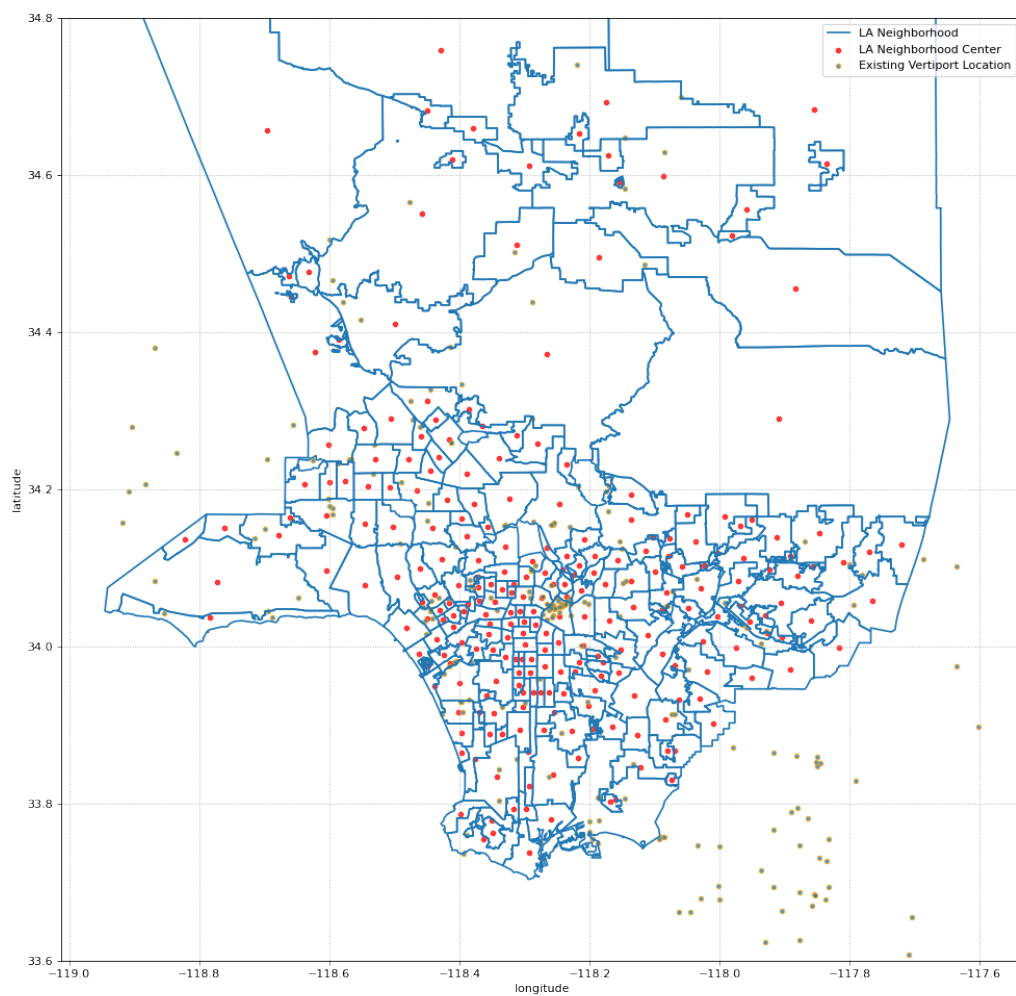 34.8
34.6
34.4
34.2
34.0
33.8
33.6
latitude
LA Neighborhood
LA Neighborhood Center
Existing Vertiport Location
−119.0 −118.8 −118.6 −118.4 −118.2 −118.0 −117.8 −117.6
longitude